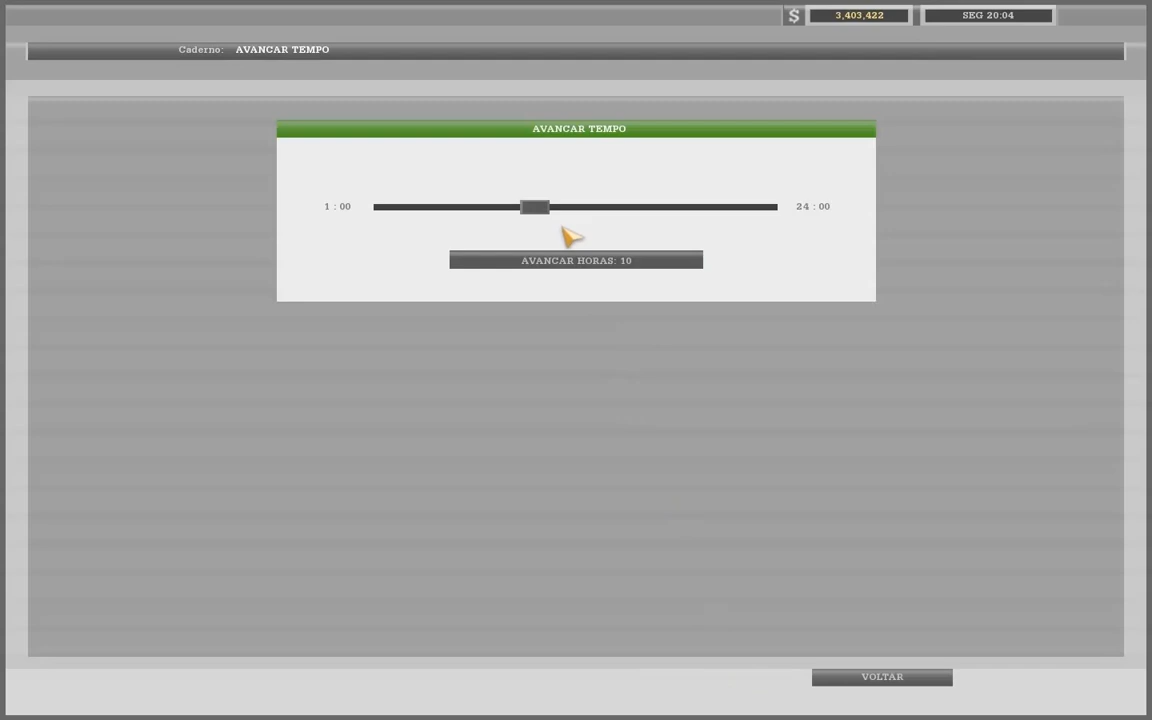 $ 3,403,422 SEG 20:04
Caderno: AVANCAR TEMPO
AVANCAR TEMPO
1 : 00 24 : 00
AVANCAR HORAS: 10
VOLTAR